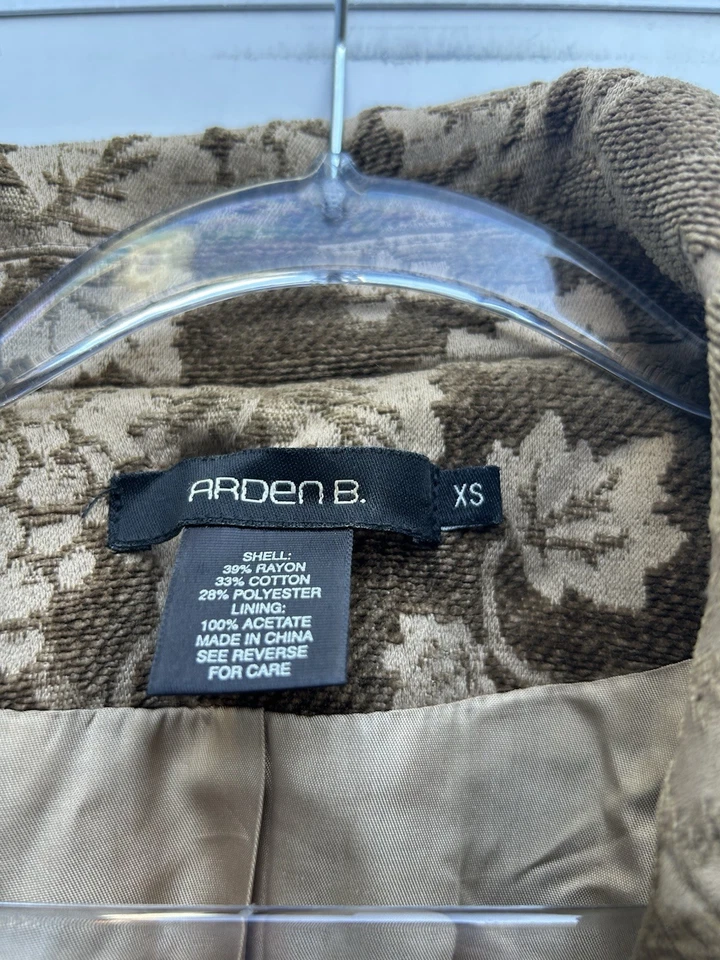 ARDEN B.
XS
SHELL:
39% RAYON
33% COTTON
28% POLYESTER
LINING:
100% ACETATE
MADE IN CHINA
SEE REVERSE
FOR CARE